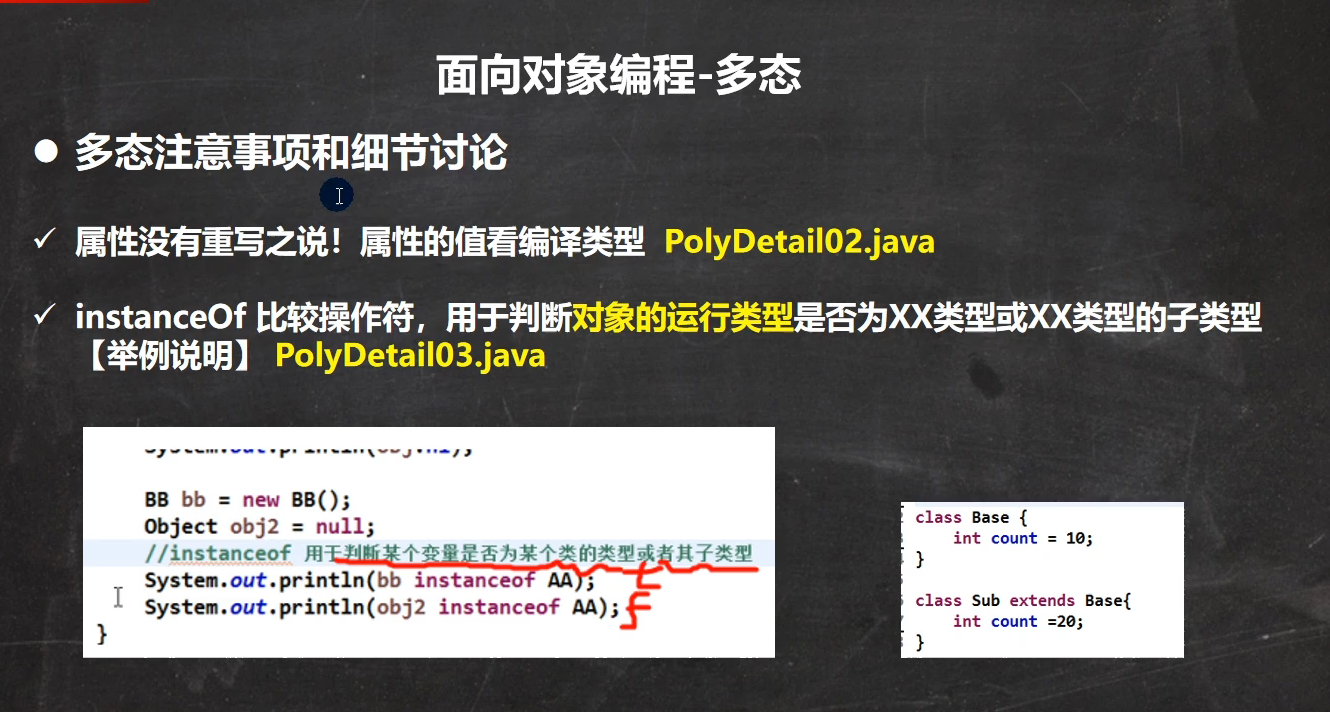 面向对象编程-多态
● 多态注意事项和细节讨论
✓ 属性没有重写之说！属性的值看编译类型 PolyDetail02.java
✓ instanceOf 比较操作符，用于判断对象的运行类型是否为XX类型或XX类型的子类型
【举例说明】 PolyDetail03.java
BB bb = new BB();
Object obj2 = null;
//instanceof 用于判断某个变量是否为某个类的类型或者其子类型
System.out.println(bb instanceof AA); t
System.out.println(obj2 instanceof AA); f
}
class Base {
int count = 10;
}
class Sub extends Base{
int count =20;
}